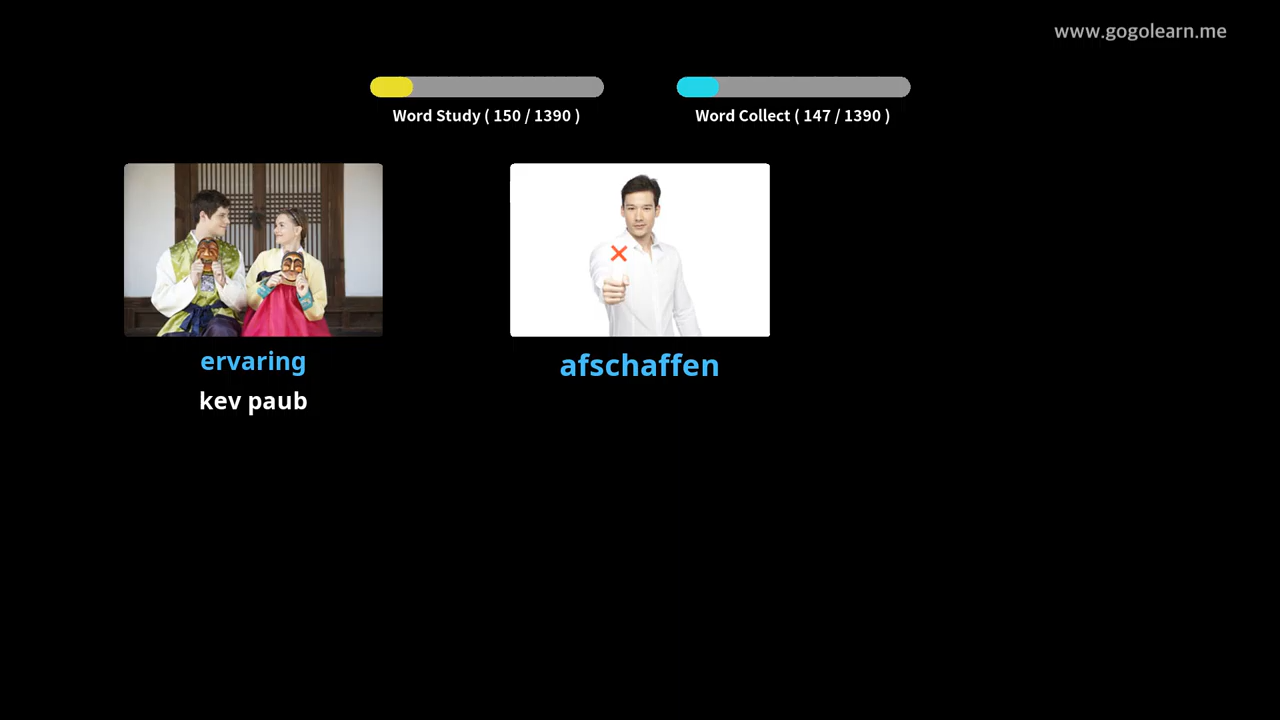 www.gogolearn.me
Word Study ( 150 / 1390 )
Word Collect ( 147 / 1390 )
ervaring
kev paub
afschaffen